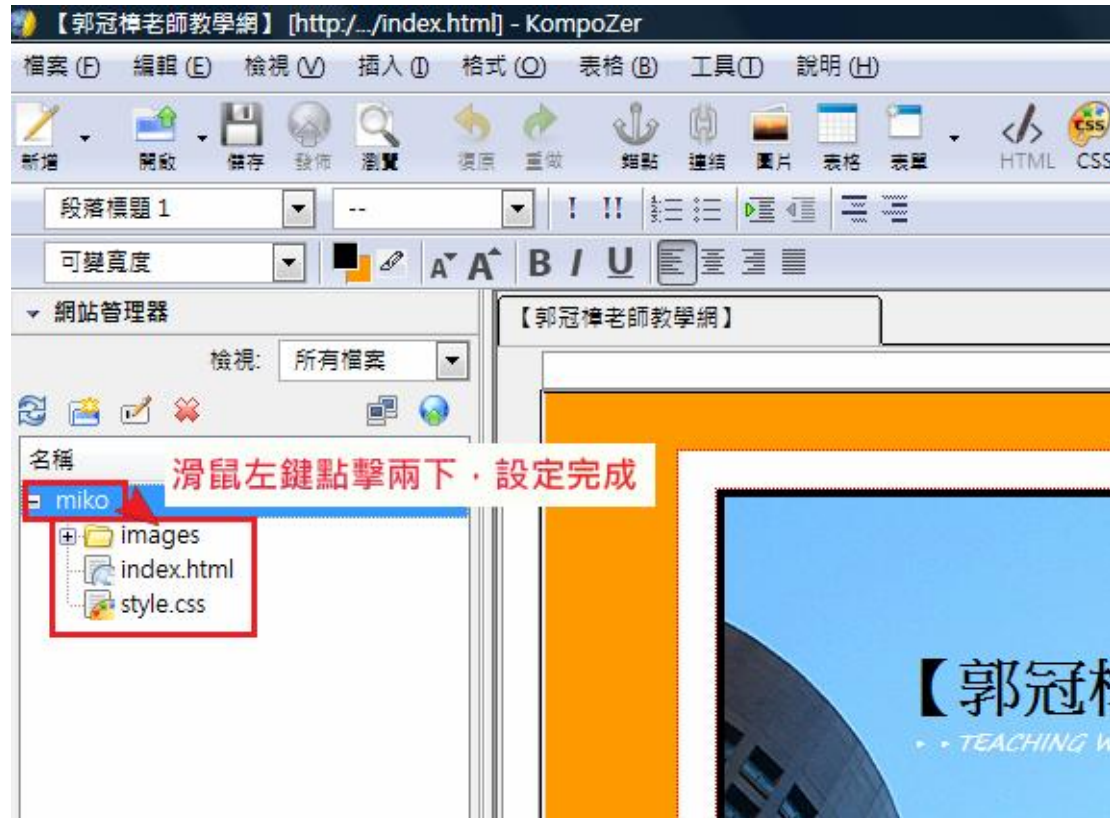 【郭冠樟老師教學網】 [http:/.../index.html] - KompoZer
檔案 (F) 編輯 (E) 檢視 (V) 插入 (I) 格式 (O) 表格 (B) 工具(T) 說明 (H)
新增 開啟 儲存 發佈 瀏覽 復原 重做 錨點 連結 圖片 表格 表單 HTML CSS
段落標題 1 -- ! !!
可變寬度 A A B I U
網站管理器 【郭冠樟老師教學網】
檢視: 所有檔案
名稱
滑鼠左鍵點擊兩下，設定完成
miko
images
index.html
style.css
【郭冠樟
TEACHING W